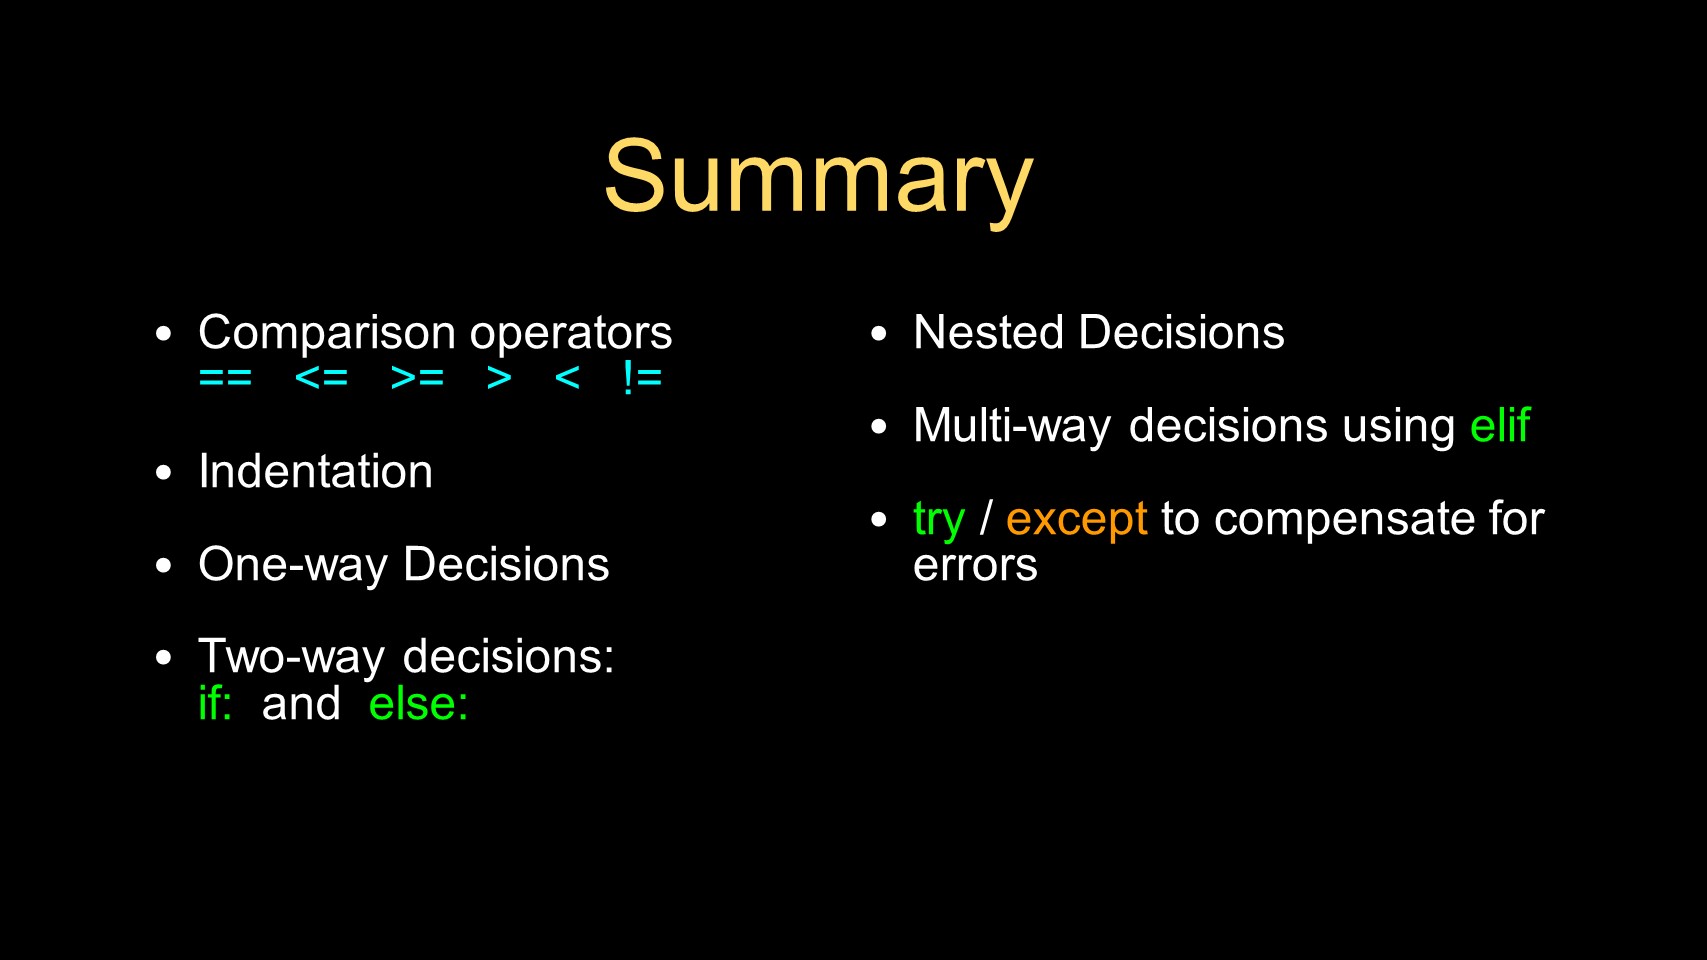 Summary
• Comparison operators
== <= >= > < !=
• Indentation
• One-way Decisions
• Two-way decisions:
if: and else:
• Nested Decisions
• Multi-way decisions using elif
• try / except to compensate for
errors